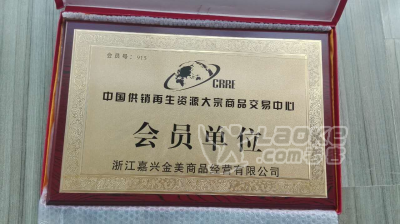 会员号：015
CRRE
中国供销再生资源大宗商品交易中心
会员单位
浙江嘉兴金美商品经营有限公司